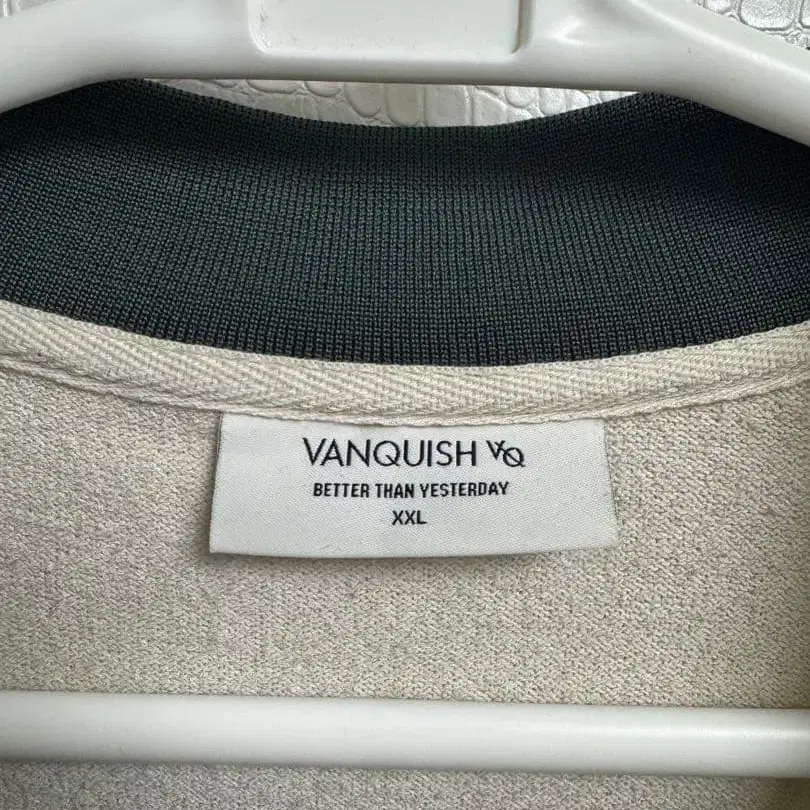 VANQUISH VQ
BETTER THAN YESTERDAY
XXL